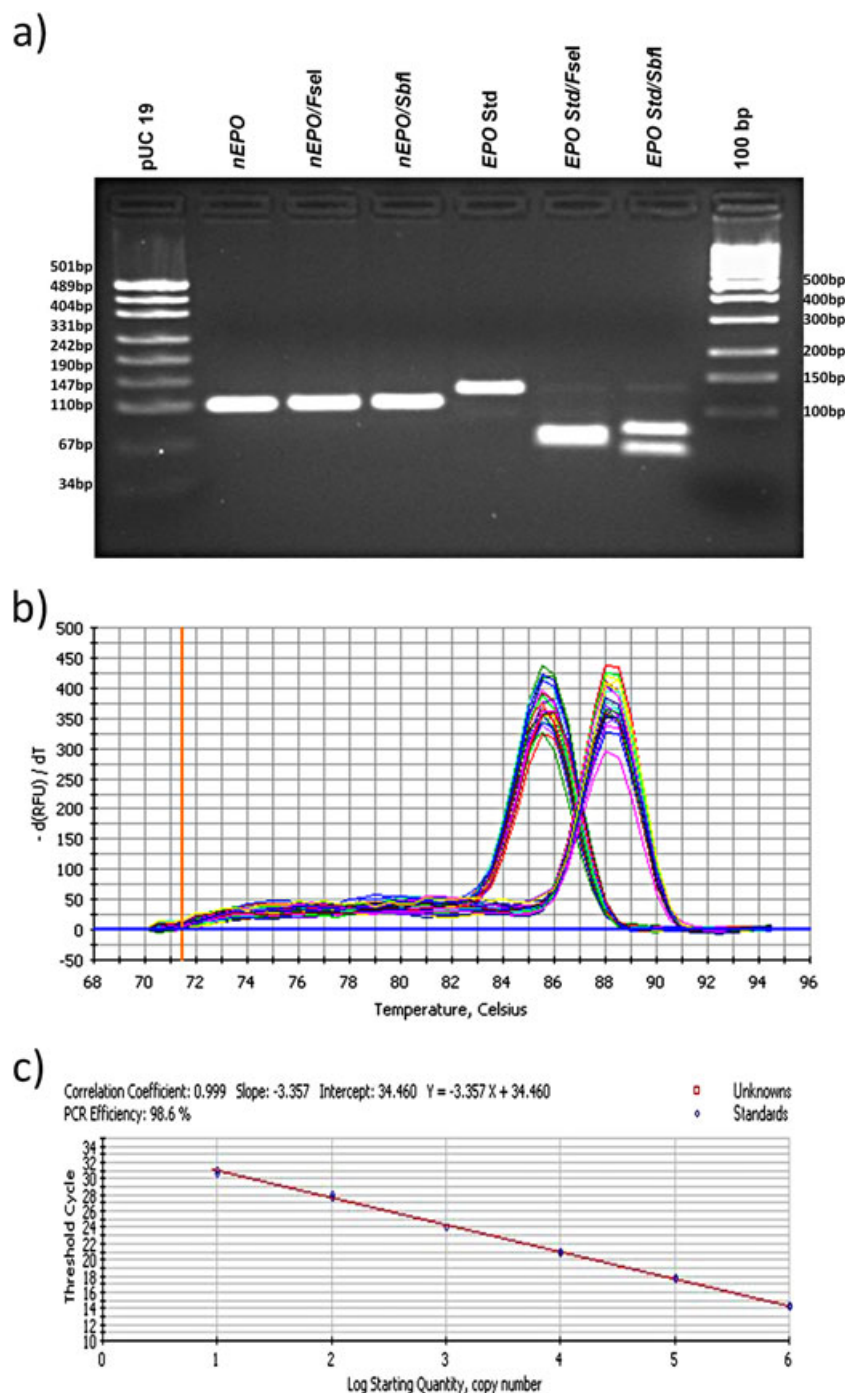 a)
pUC 19
nEPO
nEPO/FseI
nEPO/SbfI
EPO Std
EPO Std/FseI
EPO Std/SbfI
100 bp
501bp
489bp
404bp
331bp
242bp
190bp
147bp
110bp
67bp
34bp
500bp
400bp
300bp
200bp
150bp
100bp
b)
- d(RFU) / dT
500
450
400
350
300
250
200
150
100
50
0
-50
68 70 72 74 76 78 80 82 84 86 88 90 92 94 96
Temperature, Celsius
c)
Correlation Coefficient: 0.999 Slope: -3.357 Intercept: 34.460 Y = -3.357 X + 34.460
PCR Efficiency: 98.6 %
Unknowns
Standards
Threshold Cycle
34
32
30
28
26
24
22
20
18
16
14
12
10
0 1 2 3 4 5 6
Log Starting Quantity, copy number